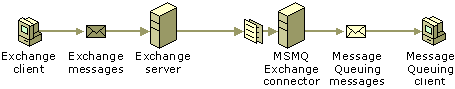 Exchange
client
Exchange
messages
Exchange
server
MSMQ
Exchange
connector
Message
Queuing
messages
Message
Queuing
client